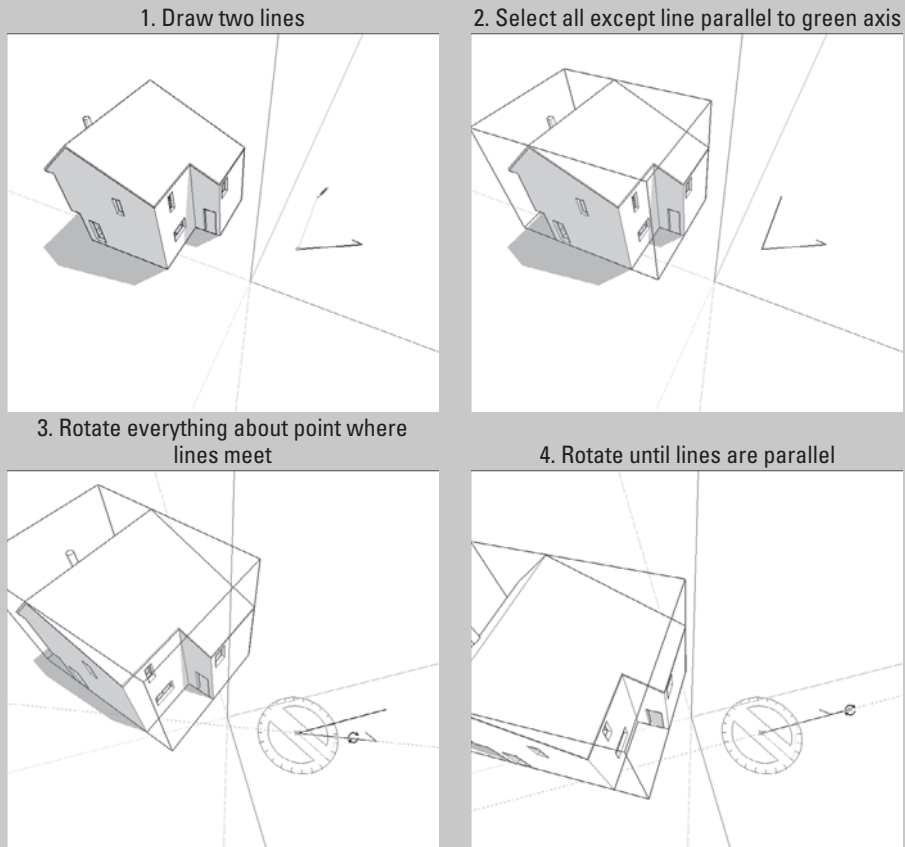 1. Draw two lines
2. Select all except line parallel to green axis
3. Rotate everything about point where
lines meet
4. Rotate until lines are parallel